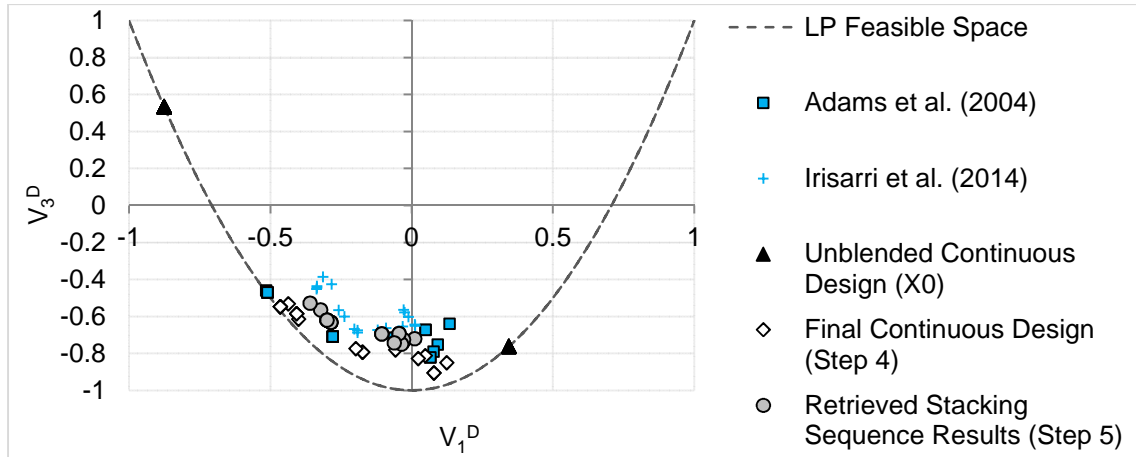 1
0.8
0.6
0.4
0.2
0
-0.2
-0.4
-0.6
-0.8
-1
-1
-0.5
0
0.5
1
V3D
V1D
LP Feasible Space
Adams et al. (2004)
Irisarri et al. (2014)
Unblended Continuous
Design (X0)
Final Continuous Design
(Step 4)
Retrieved Stacking
Sequence Results (Step 5)